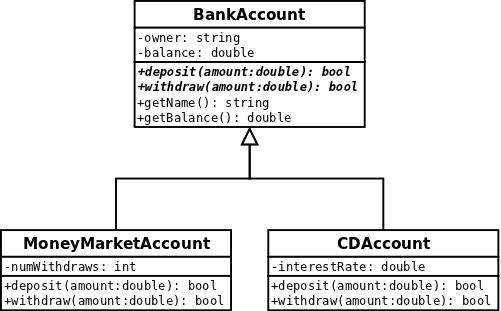 BankAccount
-owner: string
-balance: double
+deposit(amount:double): bool
+withdraw(amount:double): bool
+getName(): string
+getBalance(): double
MoneyMarketAccount
-numWithdraws: int
+deposit(amount:double): bool
+withdraw(amount:double): bool
CDAccount
-interestRate: double
+deposit(amount:double): bool
+withdraw(amount:double): bool